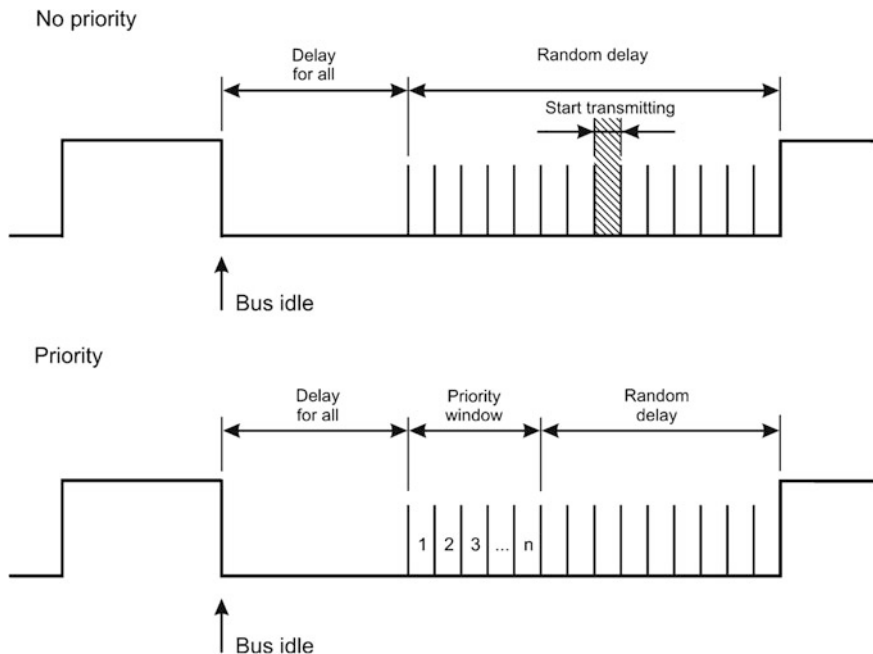 No priority
Delay
for all
Random delay
Start transmitting
Bus idle
Priority
Delay
for all
Priority
window
Random
delay
1 2 3 ... n
Bus idle